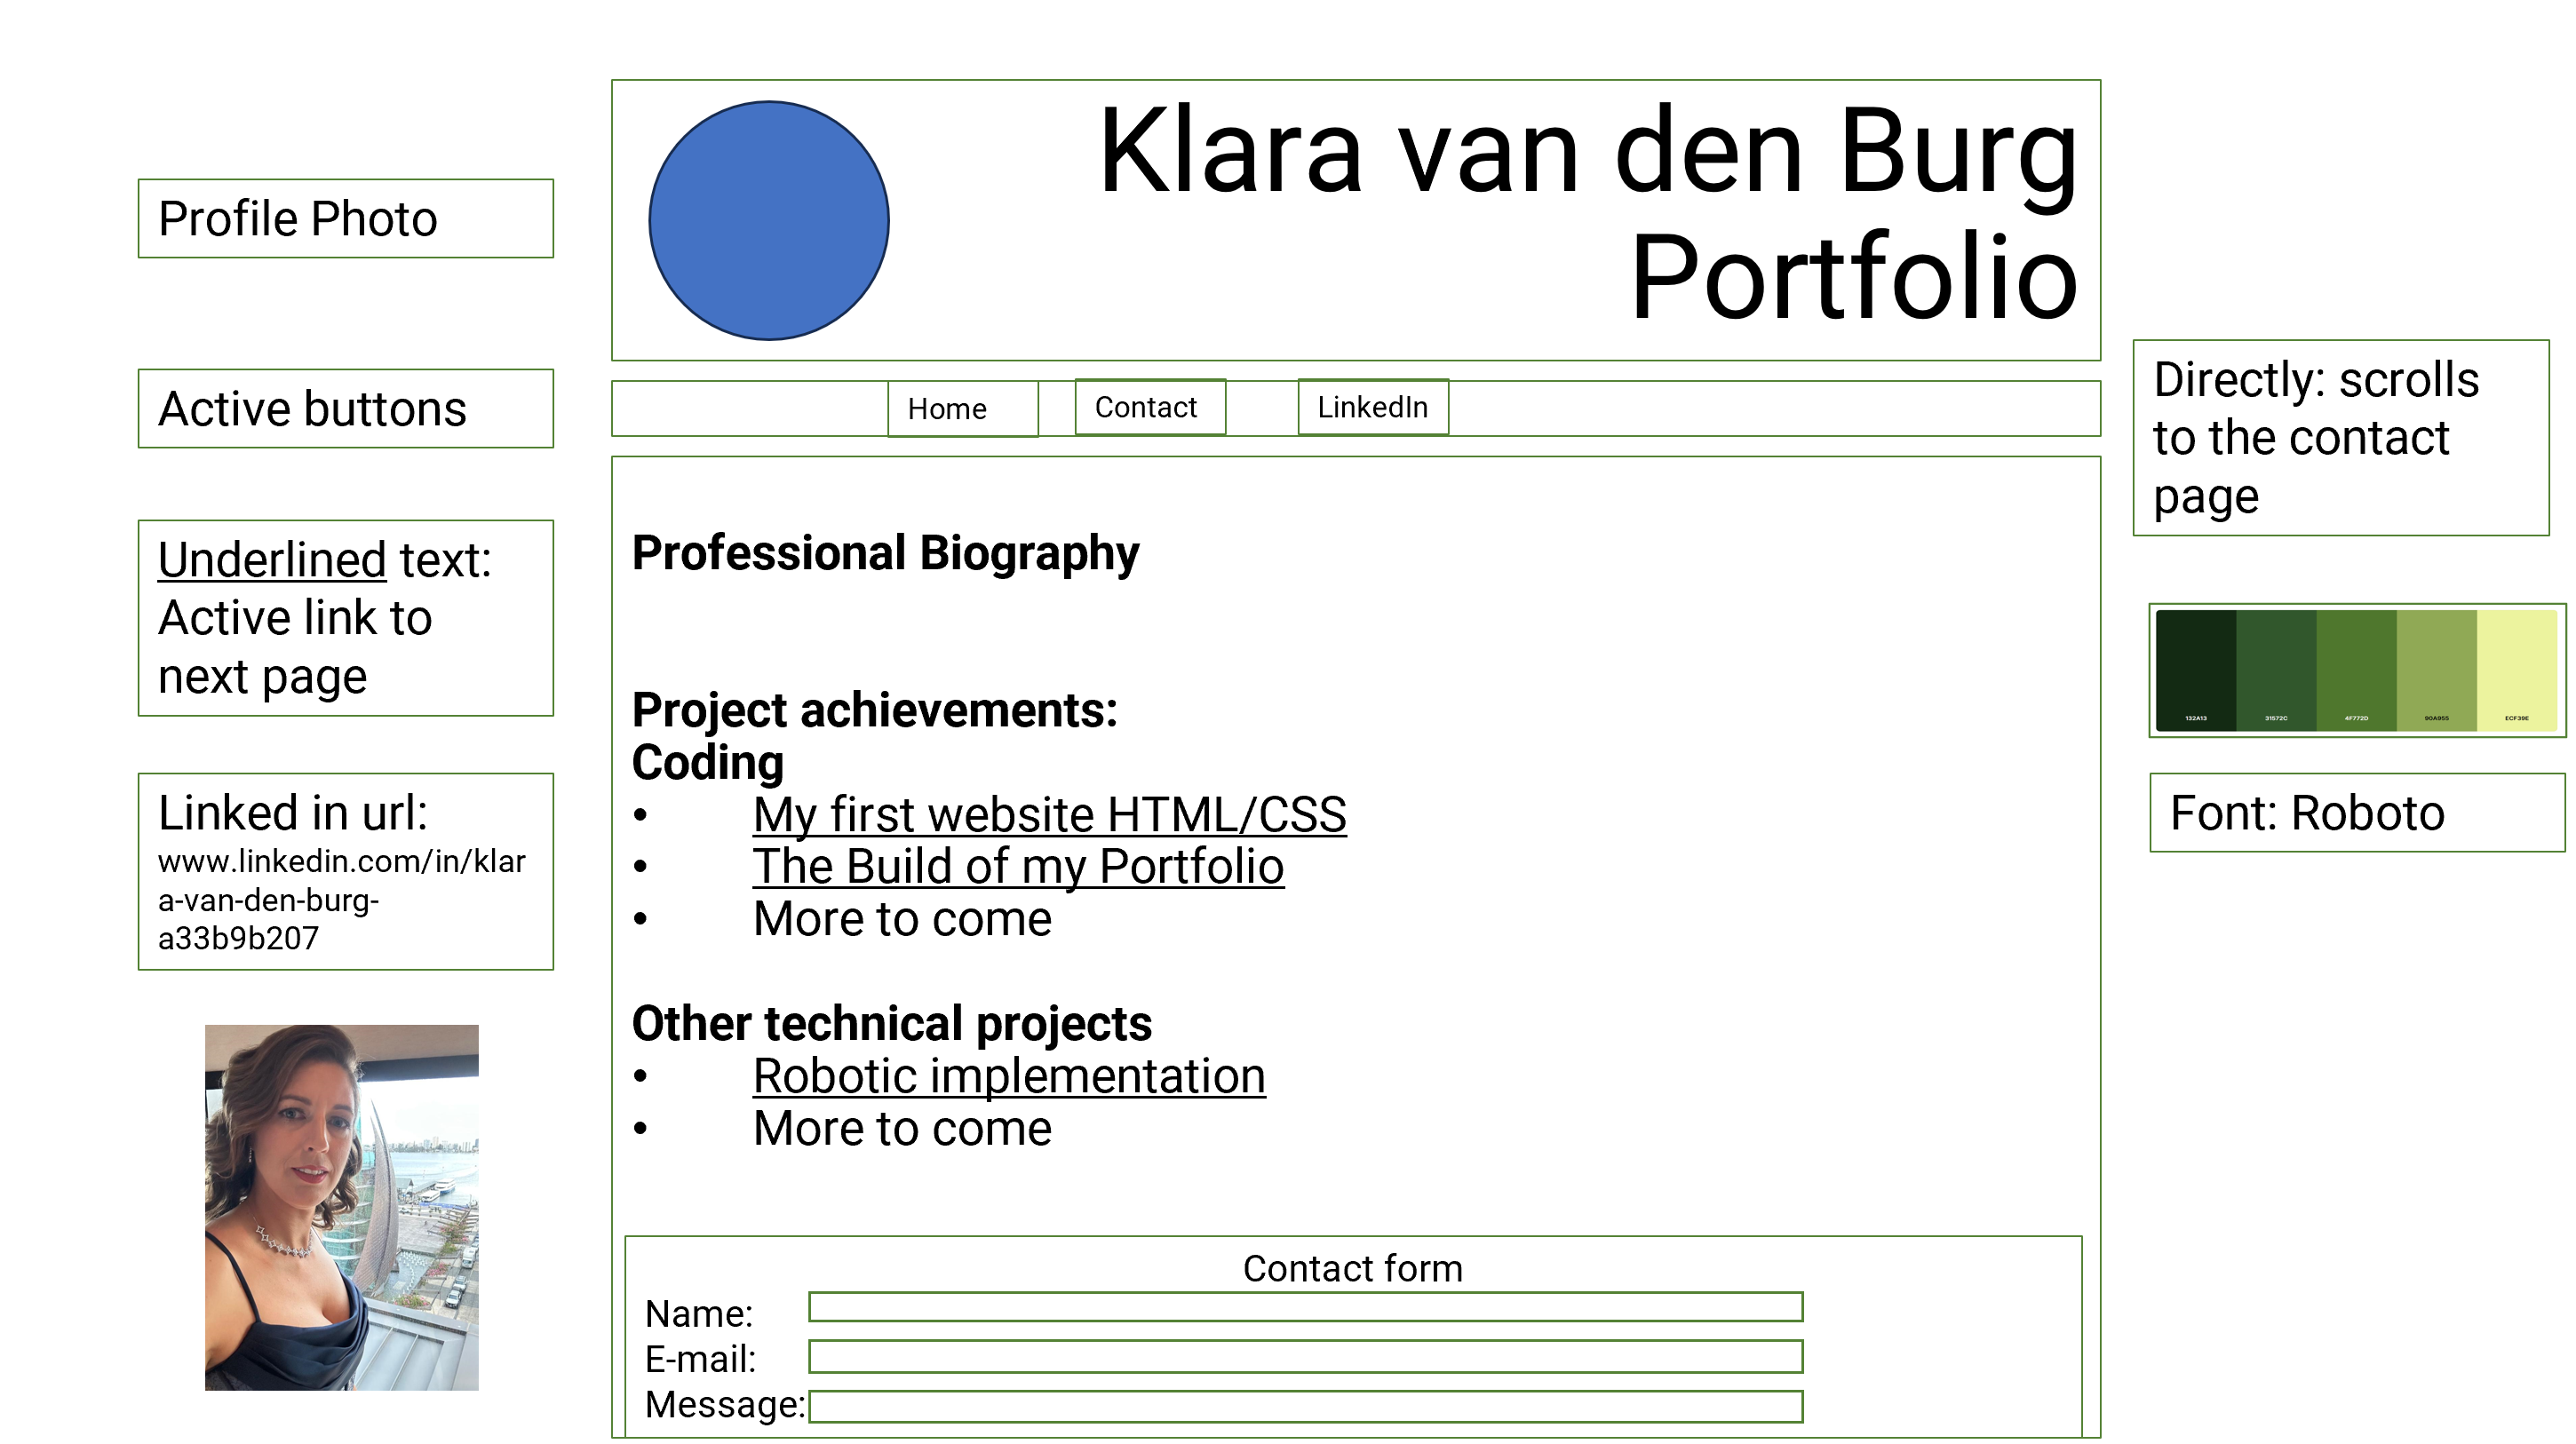 Klara van den Burg
Portfolio
Profile Photo
Active buttons
Home
Contact
LinkedIn
Directly: scrolls
to the contact
page
Underlined text:
Active link to
next page
Professional Biography
132A13
31572C
4F772D
90A955
ECF39E
Project achievements:
Coding
• My first website HTML/CSS
• The Build of my Portfolio
• More to come
Linked in url:
www.linkedin.com/in/klar
a-van-den-burg-
a33b9b207
Font: Roboto
Other technical projects
• Robotic implementation
• More to come
Contact form
Name:
E-mail:
Message: